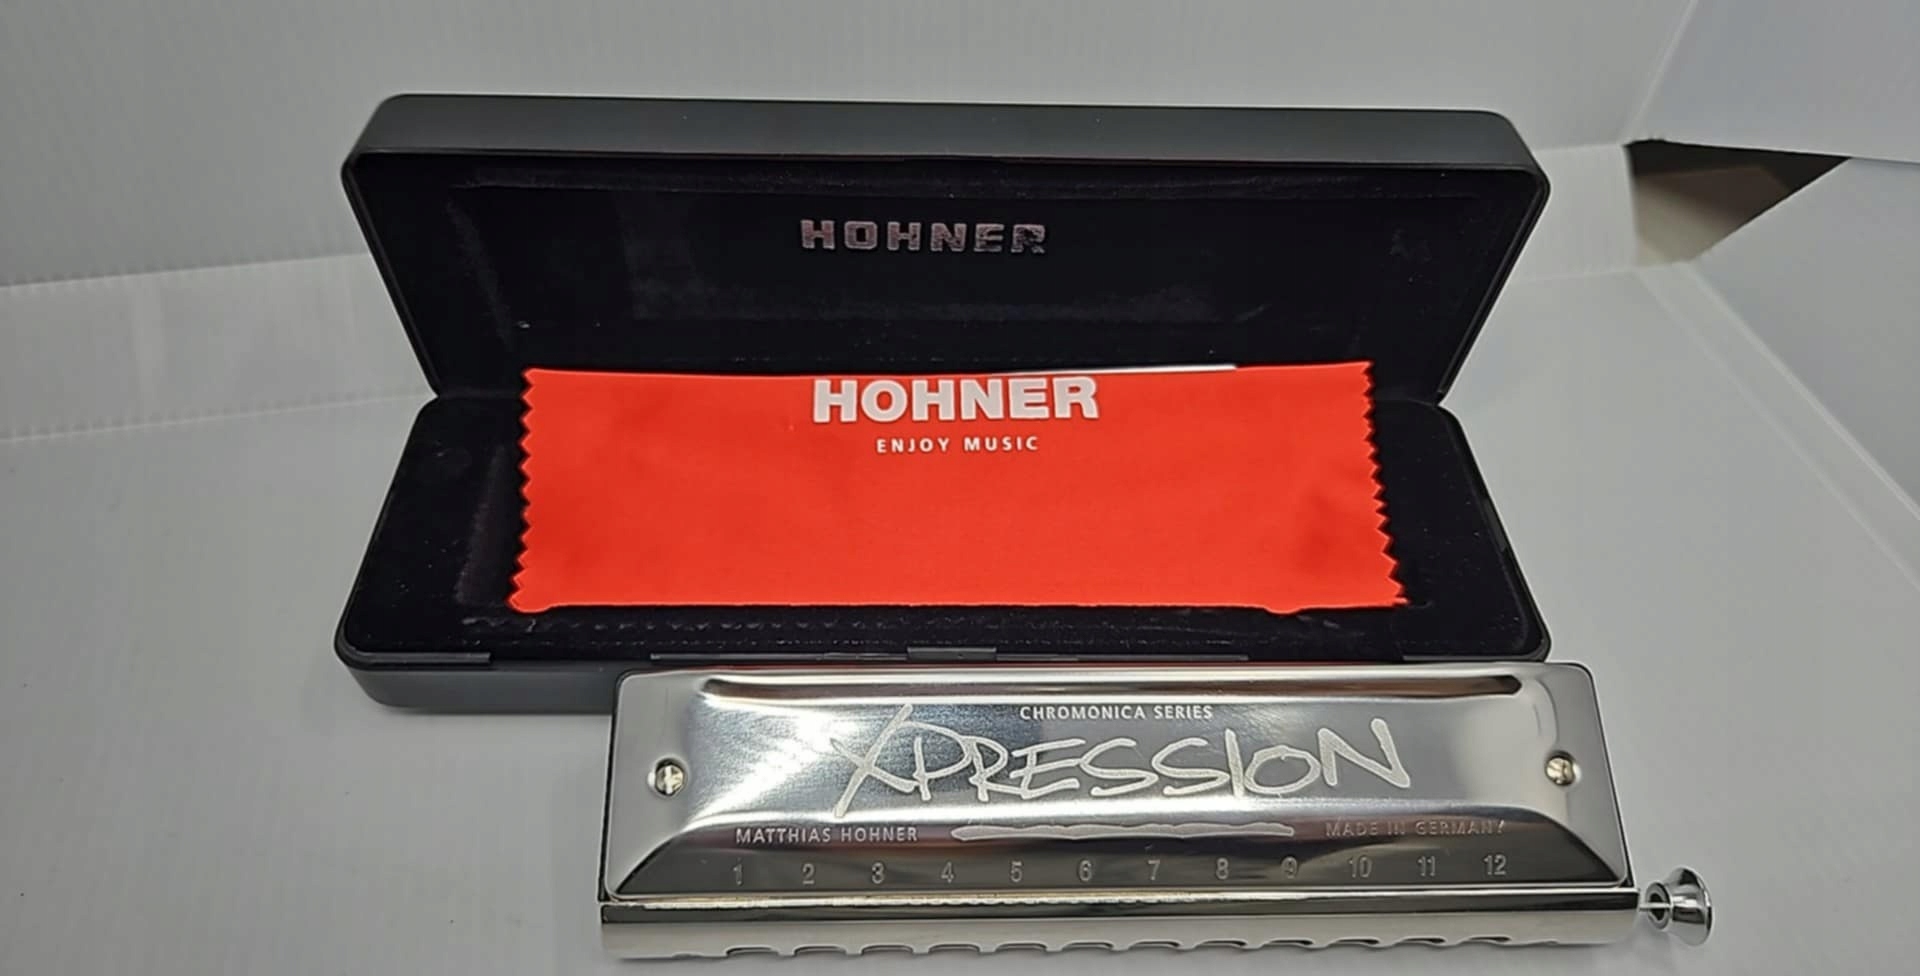 HOHNER
HOHNER
ENJOY MUSIC
CHROMONICA SERIES
XPRESSION
MATTHIAS HOHNER MADE IN GERMANY
1 2 3 4 5 6 7 8 9 10 11 12